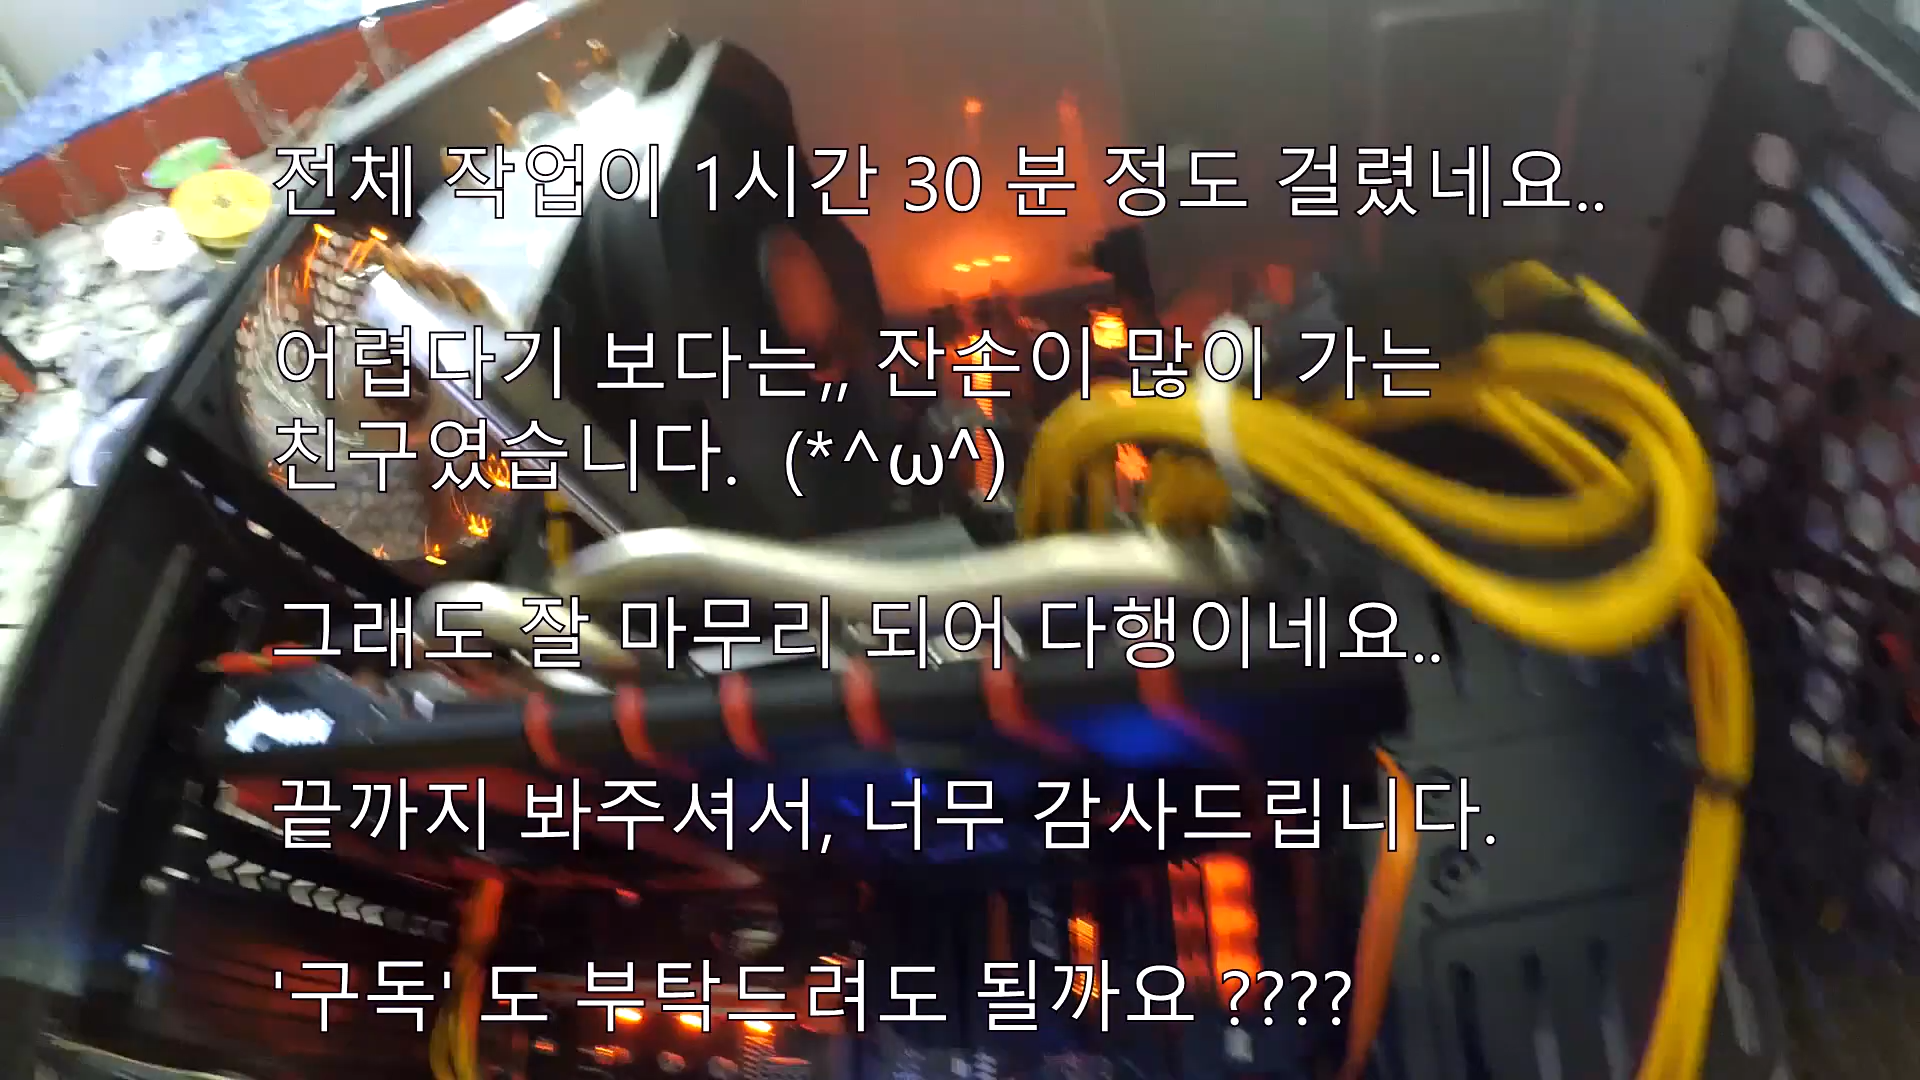 전체 작업이 1시간 30 분 정도 걸렸네요..
어렵다기 보다는,, 잔손이 많이 가는
친구였습니다.  (*^ω^)
그래도 잘 마무리 되어 다행이네요..
끝까지 봐주셔서, 너무 감사드립니다.
'구독' 도 부탁드려도 될까요 ????